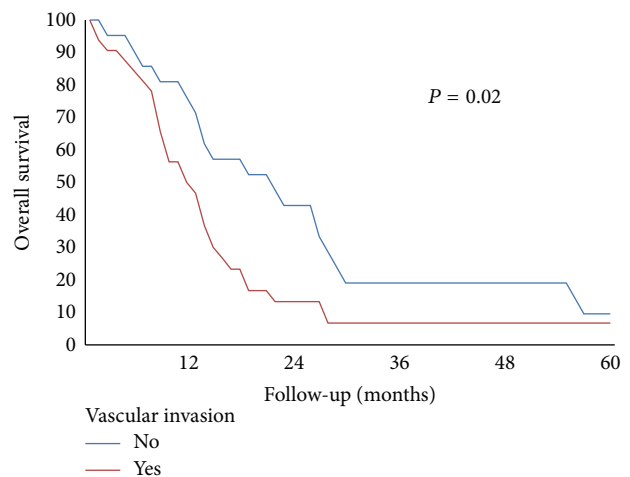 100
90
80
70
60
50
40
30
20
10
0
Overall survival
P = 0.02
12 24 36 48 60
Follow-up (months)
Vascular invasion
No
Yes